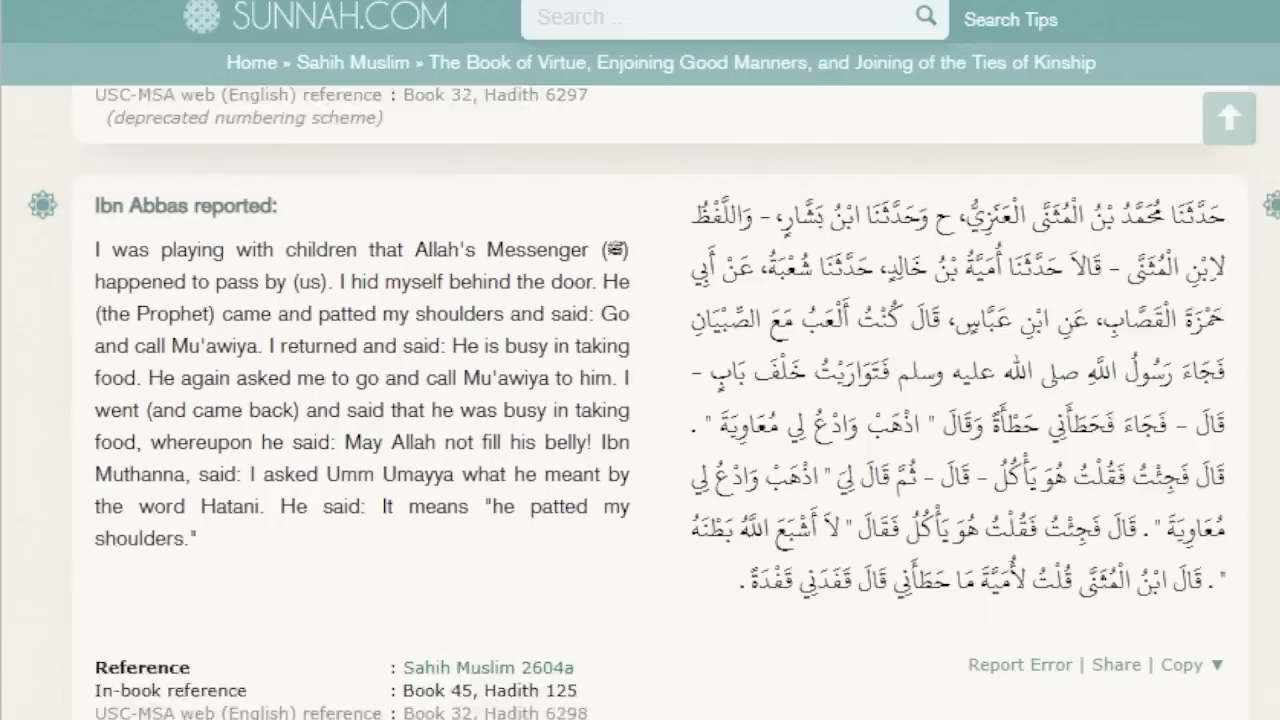 SUNNAH.COM
Search ...
Search Tips
Home » Sahih Muslim » The Book of Virtue, Enjoining Good Manners, and Joining of the Ties of Kinship
USC-MSA web (English) reference : Book 32, Hadith 6297
(deprecated numbering scheme)
Ibn Abbas reported:
I was playing with children that Allah's Messenger (ﷺ)
happened to pass by (us). I hid myself behind the door. He
(the Prophet) came and patted my shoulders and said: Go
and call Mu'awiya. I returned and said: He is busy in taking
food. He again asked me to go and call Mu'awiya to him. I
went (and came back) and said that he was busy in taking
food, whereupon he said: May Allah not fill his belly! Ibn
Muthanna, said: I asked Umm Umayya what he meant by
the word Hatani. He said: It means "he patted my
shoulders."
حَدَّثَنَا مُحَمَّدُ بْنُ الْمُثَنَّى الْعَنَزِيُّ، ح وَحَدَّثَنَا ابْنُ بَشَّارٍ، - وَاللَّفْظُ
لاِبْنِ الْمُثَنَّى - قَالاَ حَدَّثَنَا أُمَيَّةُ بْنُ خَالِدٍ، حَدَّثَنَا شُعْبَةُ، عَنْ أَبِي
حَمْزَةَ الْقَصَّابِ، عَنِ ابْنِ عَبَّاسٍ، قَالَ كُنْتُ أَلْعَبُ مَعَ الصِّبْيَانِ
فَجَاءَ رَسُولُ اللَّهِ صلى الله عليه وسلم فَتَوَارَيْتُ خَلْفَ بَابٍ -
قَالَ - فَجَاءَ فَحَطَأَنِي حَطْأَةً وَقَالَ " اذْهَبْ وَادْعُ لِي مُعَاوِيَةَ " .
قَالَ فَجِئْتُ فَقُلْتُ هُوَ يَأْكُلُ - قَالَ - ثُمَّ قَالَ لِيَ " اذْهَبْ وَادْعُ لِي
مُعَاوِيَةَ " . قَالَ فَجِئْتُ فَقُلْتُ هُوَ يَأْكُلُ فَقَالَ " لاَ أَشْبَعَ اللَّهُ بَطْنَهُ
" . قَالَ ابْنُ الْمُثَنَّى قُلْتُ لأُمَيَّةَ مَا حَطَأَنِي قَالَ قَفَدَنِي قَفْدَةً .
Reference : Sahih Muslim 2604a
In-book reference : Book 45, Hadith 125
USC-MSA web (English) reference : Book 32, Hadith 6298
Report Error | Share | Copy ▼